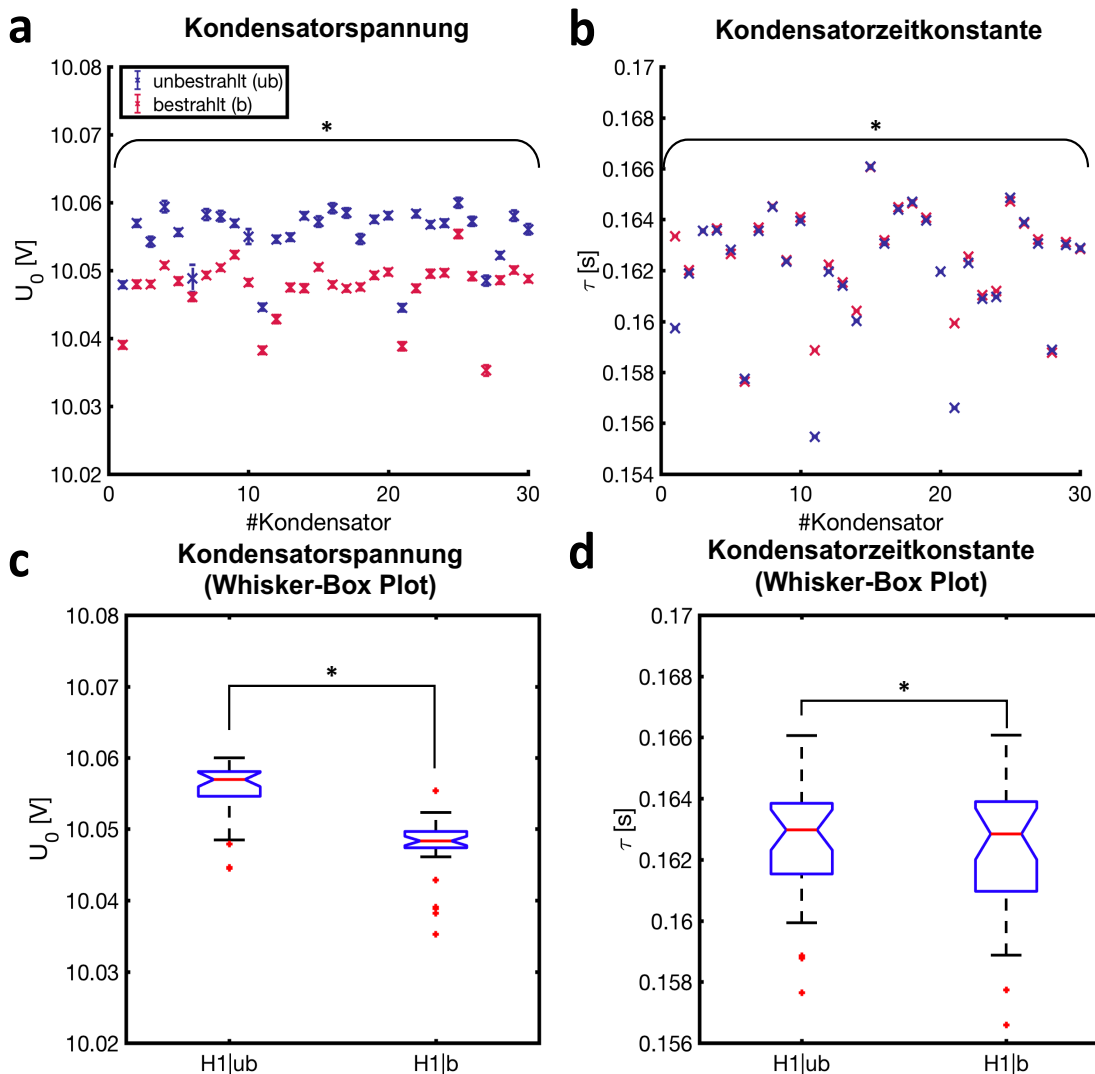 a
Kondensatorspannung
10.08
10.07
10.06
10.05
10.04
10.03
10.02
U_0 [V]
unbestrahlt (ub)
bestrahlt (b)
*
0
10
20
30
#Kondensator
b
Kondensatorzeitkonstante
0.17
0.168
0.166
0.164
0.162
0.16
0.158
0.156
0.154
τ [s]
*
0
10
20
30
#Kondensator
c
Kondensatorspannung
(Whisker-Box Plot)
10.08
10.07
10.06
10.05
10.04
10.03
10.02
U_0 [V]
*
H1|ub
H1|b
d
Kondensatorzeitkonstante
(Whisker-Box Plot)
0.17
0.168
0.166
0.164
0.162
0.16
0.158
0.156
τ [s]
*
H1|ub
H1|b